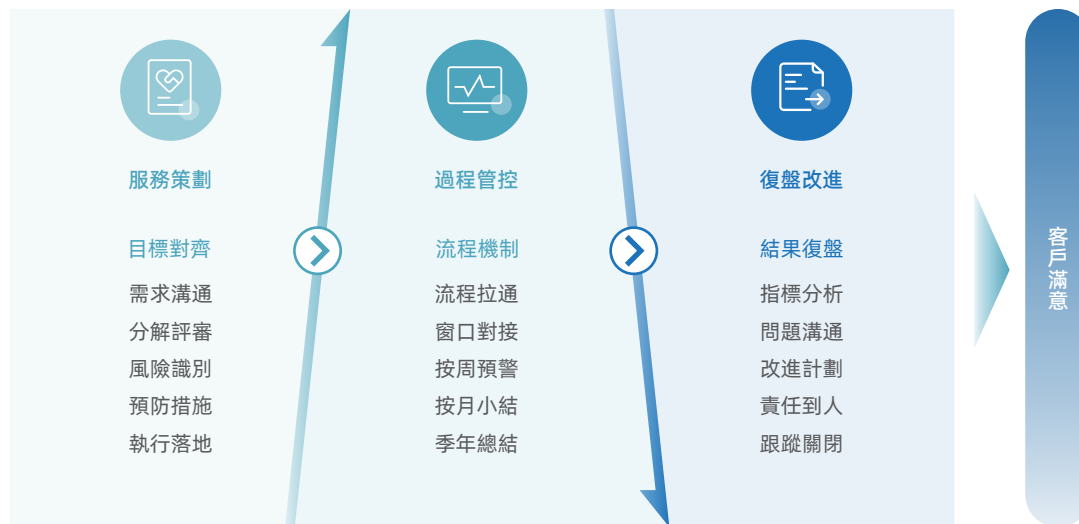 服務策劃
目標對齊
需求溝通
分解評審
風險識別
預防措施
執行落地
過程管控
流程機制
流程拉通
窗口對接
按周預警
按月小結
季年總結
復盤改進
結果復盤
指標分析
問題溝通
改進計劃
責任到人
跟蹤關閉
客戶滿意